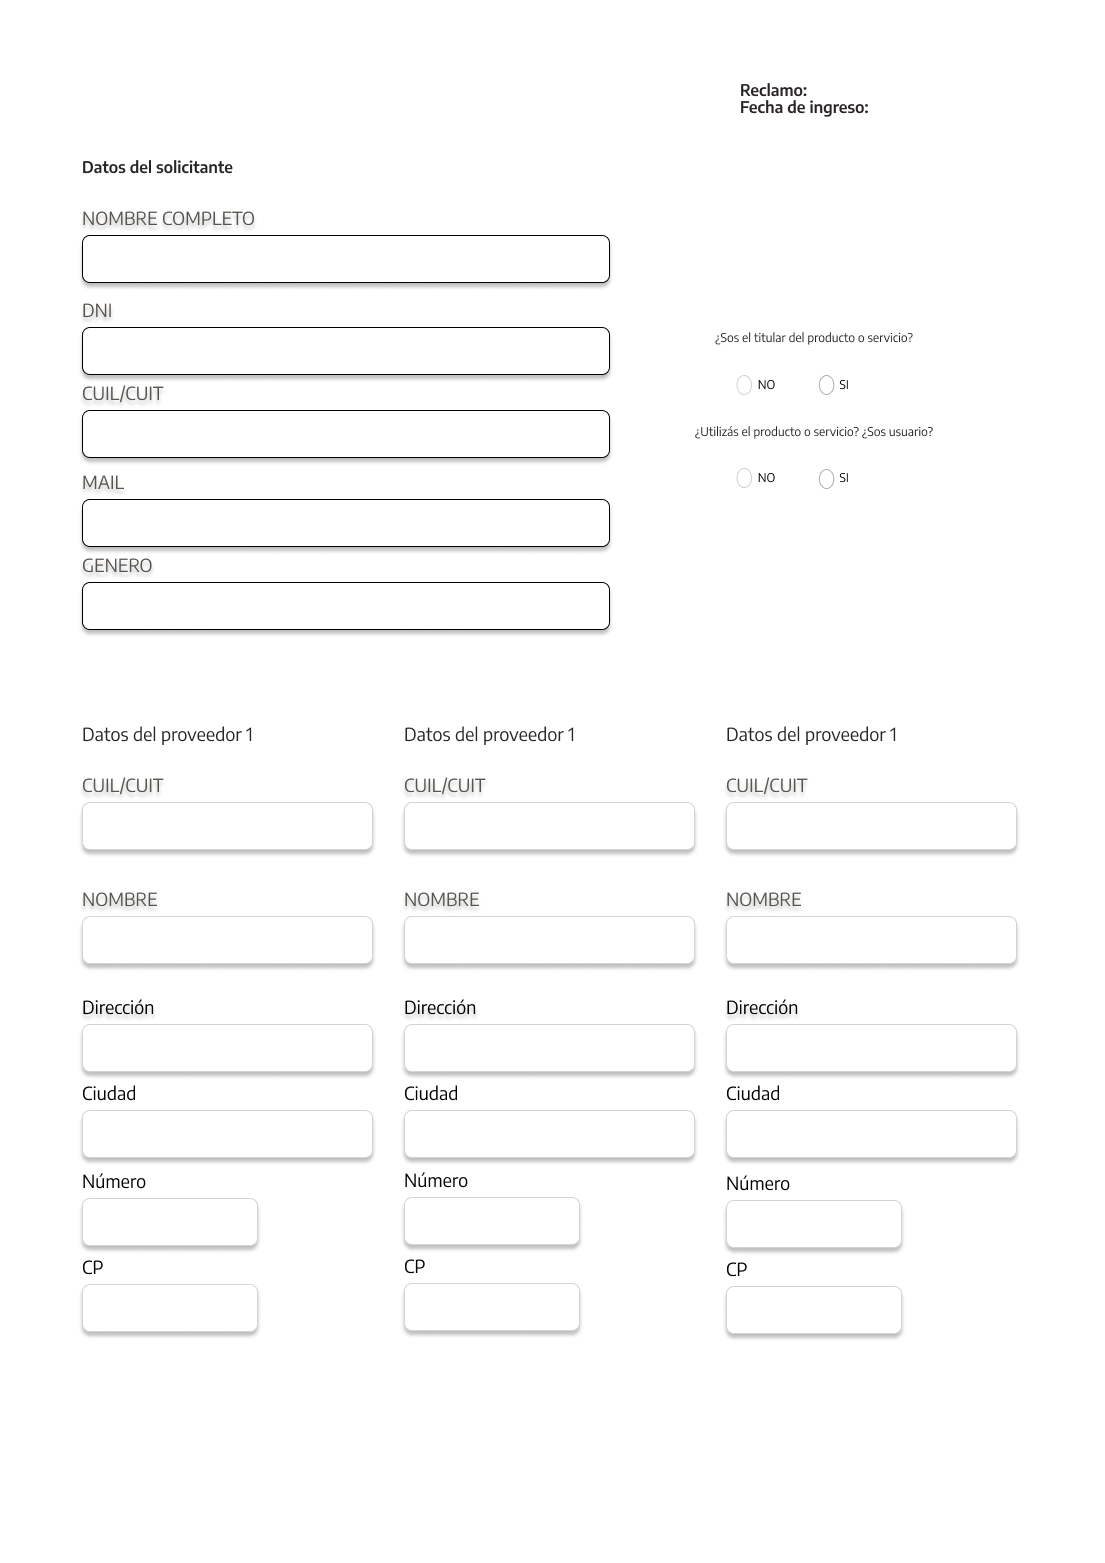 Reclamo:
Fecha de ingreso:
Datos del solicitante
NOMBRE COMPLETO
DNI
CUIL/CUIT
MAIL
GENERO
¿Sos el titular del producto o servicio?
NO SI
¿Utilizás el producto o servicio? ¿Sos usuario?
NO SI
Datos del proveedor 1
CUIL/CUIT
NOMBRE
Dirección
Ciudad
Número
CP
Datos del proveedor 1
CUIL/CUIT
NOMBRE
Dirección
Ciudad
Número
CP
Datos del proveedor 1
CUIL/CUIT
NOMBRE
Dirección
Ciudad
Número
CP